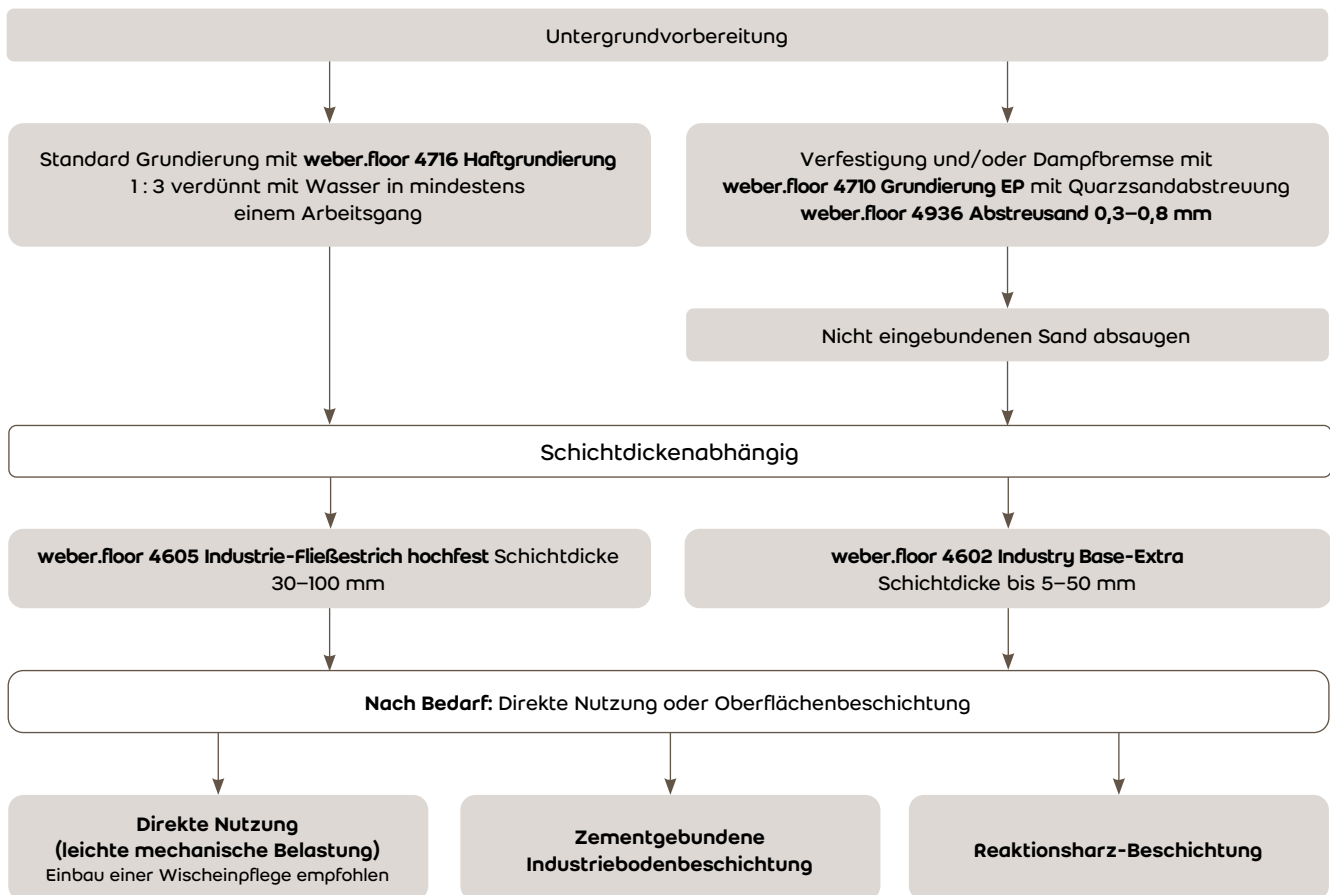 Untergrundvorbereitung
Standard Grundierung mit weber.floor 4716 Haftgrundierung
1 : 3 verdünnt mit Wasser in mindestens
einem Arbeitsgang
Verfestigung und/oder Dampfbremse mit
weber.floor 4710 Grundierung EP mit Quarzsandabstreuung
weber.floor 4936 Abstreusand 0,3–0,8 mm
Nicht eingebundenen Sand absaugen
Schichtdickenabhängig
weber.floor 4605 Industrie-Fließestrich hochfest Schichtdicke
30–100 mm
weber.floor 4602 Industry Base-Extra
Schichtdicke bis 5–50 mm
Nach Bedarf: Direkte Nutzung oder Oberflächenbeschichtung
Direkte Nutzung
(leichte mechanische Belastung)
Einbau einer Wischeinpflege empfohlen
Zementgebundene
Industriebodenbeschichtung
Reaktionsharz-Beschichtung